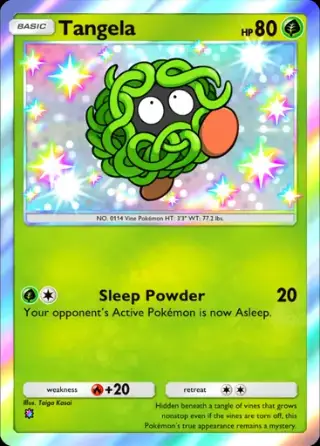 BASIC Tangela HP 80
NO. 0114 Vine Pokémon HT: 3'3" WT: 77.2 lbs.
Sleep Powder 20
Your opponent's Active Pokémon is now Asleep.
weakness +20 retreat
Illus. Taiga Kasai
Hidden beneath a tangle of vines that grows
nonstop even if the vines are torn off, this
Pokémon's true appearance remains a mystery.